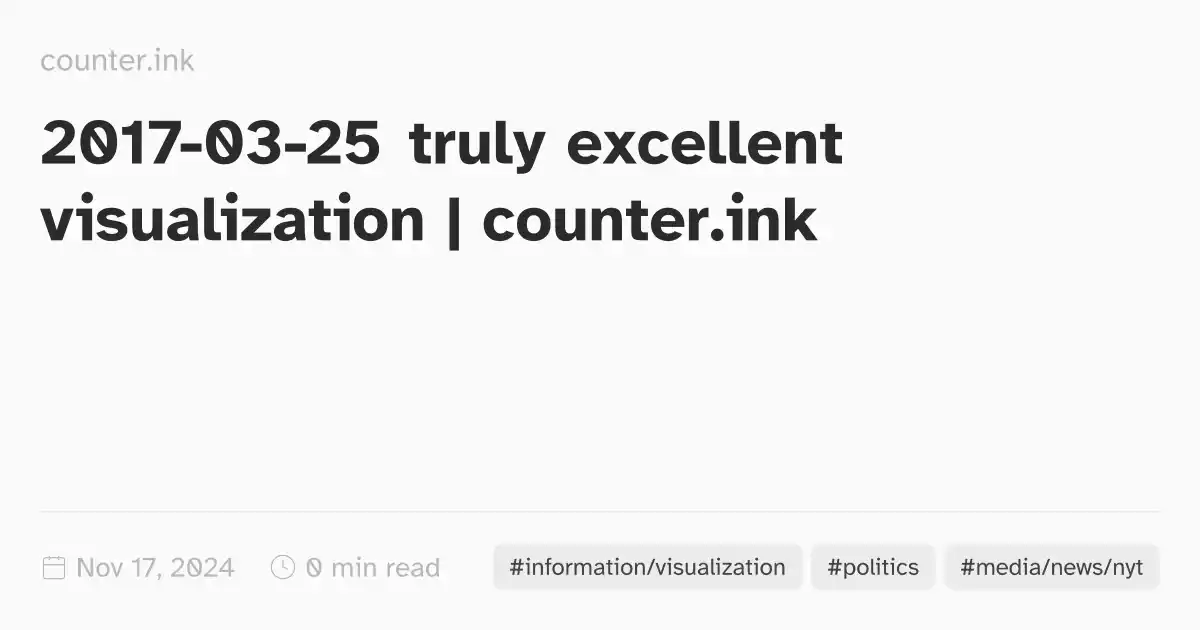 counter.ink
2017-03-25 truly excellent
visualization | counter.ink
Nov 17, 2024 0 min read #information/visualization #politics #media/news/nyt